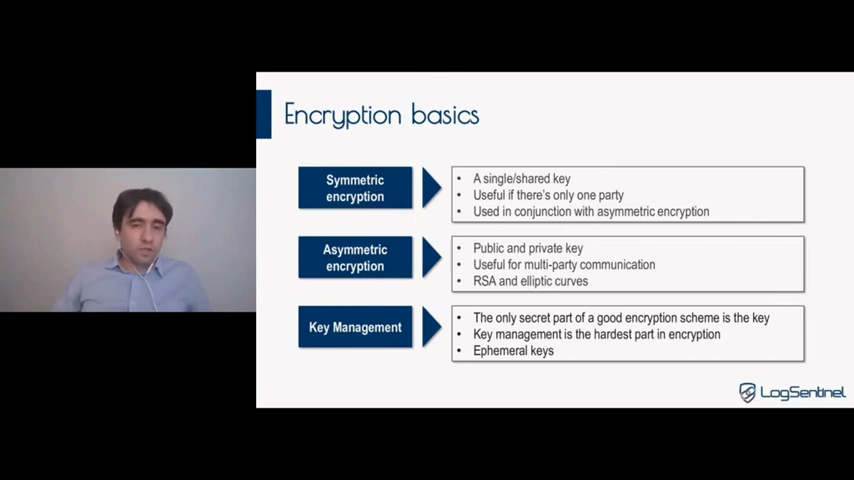 Encryption basics
Symmetric
encryption
• A single/shared key
• Useful if there's only one party
• Used in conjunction with asymmetric encryption
Asymmetric
encryption
• Public and private key
• Useful for multi-party communication
• RSA and elliptic curves
Key Management
• The only secret part of a good encryption scheme is the key
• Key management is the hardest part in encryption
• Ephemeral keys
LogSentinel